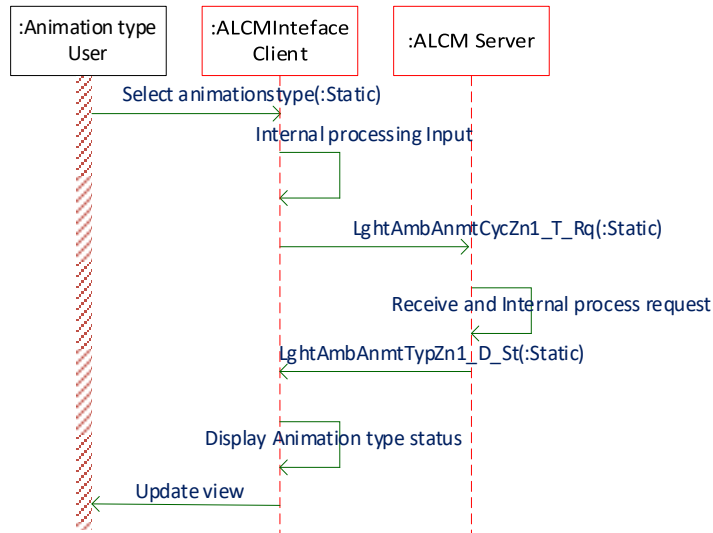 :Animation type
User
:ALCMInteface
Client
:ALCM Server
Select animationstype(:Static)
Internal processing Input
LghtAmbAnmtCycZn1_T_Rq(:Static)
Receive and Internal process request
LghtAmbAnmtTypZn1_D_St(:Static)
Display Animation type status
Update view